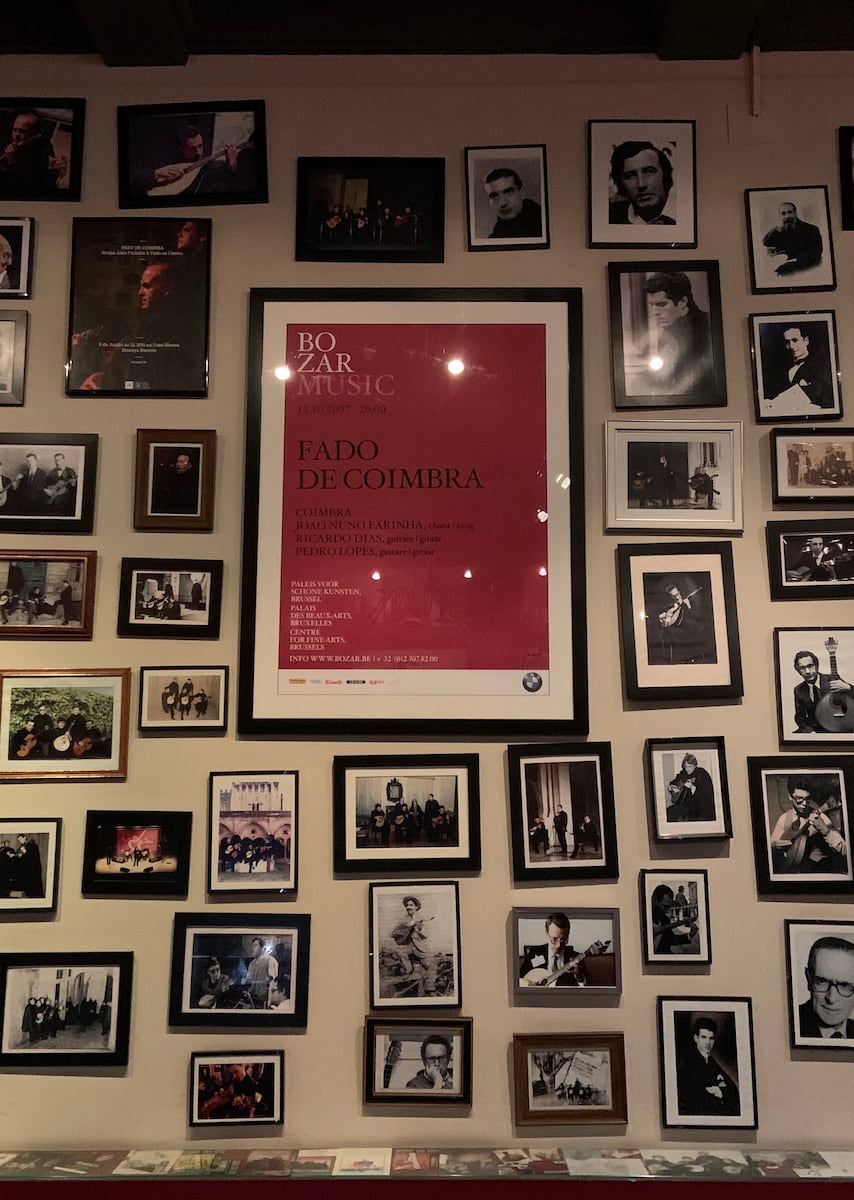 FADO DE COIMBRA
BO
ZAR
MUSIC
13.10.2007 - 20:00
FADO
DE COIMBRA
COIMBRA
JOAO NUNO FARINHA, chant | zang
RICARDO DIAS, guitare | gitaar
PEDRO LOPES, guitare | gitaar
PALEIS VOOR
SCHONE KUNSTEN,
BRUSSEL
PALAIS
DES BEAUX-ARTS,
BRUXELLES
CENTRE
FOR FINE ARTS,
BRUSSELS
INFO WWW.BOZAR.BE | + 32 (0)2 507 82 00